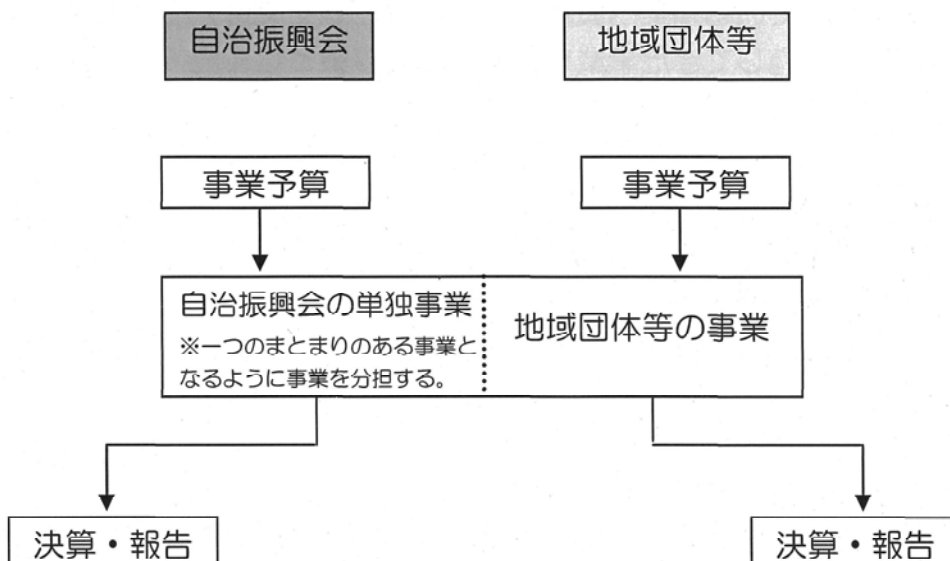 自治振興会
地域団体等
事業予算
事業予算
自治振興会の単独事業
※一つのまとまりのある事業と
なるように事業を分担する。
地域団体等の事業
決算・報告
決算・報告